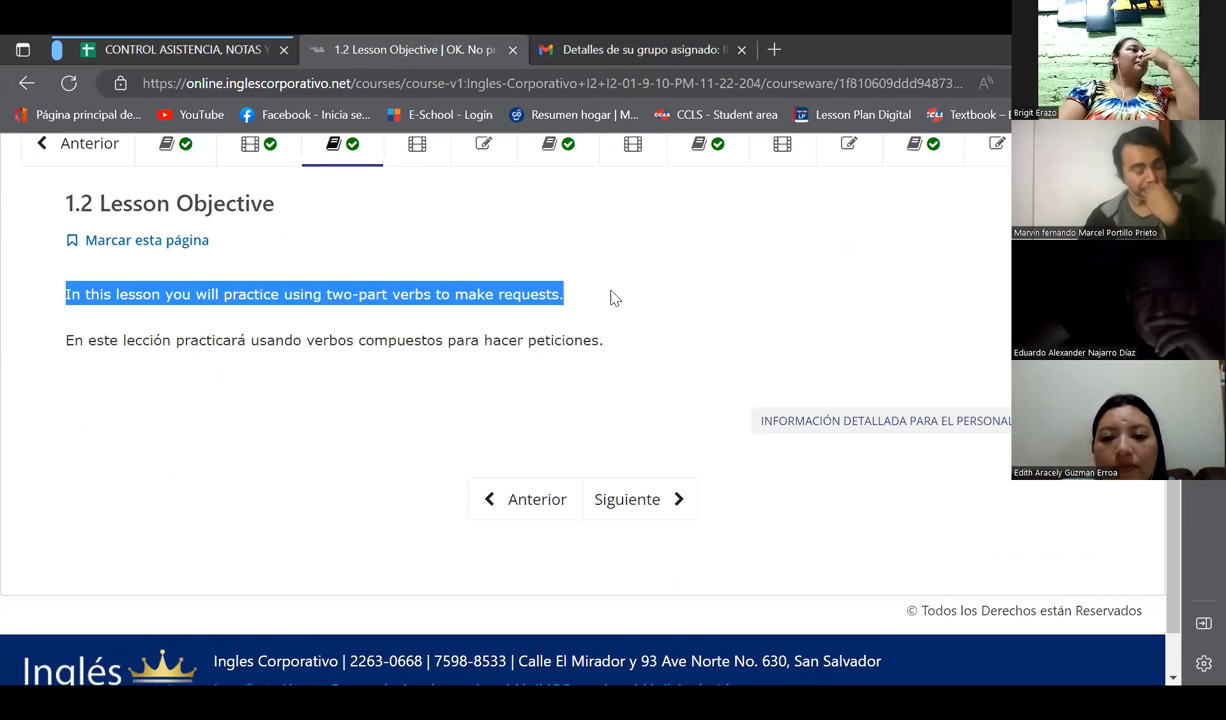 CONTROL ASISTENCIA, NOTAS Y
1.2 Lesson Objective | OK. No pr
Detalles de su grupo asignado: I
https://online.inglescorporativo.net/courses/course-v1:Ingles-Corporativo+I2+I2-01-9-10-PM-11-22-204/courseware/1f810609ddd94873...
Página principal de...
YouTube
Facebook - Inicia se...
E-School - Login
Resumen hogar | M...
CCLS - Student area
Lesson Plan Digital
Textbook –
Anterior
1.2 Lesson Objective
Marcar esta página
In this lesson you will practice using two-part verbs to make requests.
En este lección practicará usando verbos compuestos para hacer peticiones.
INFORMACIÓN DETALLADA PARA EL PERSONAL
Anterior
Siguiente
© Todos los Derechos están Reservados
Inglés
Ingles Corporativo | 2263-0668 | 7598-8533 | Calle El Mirador y 93 Ave Norte No. 630, San Salvador
Brigit Erazo
Marvin fernando Marcel Portillo Prieto
Eduardo Alexander Najarro Díaz
Edith Aracely Guzman Erroa